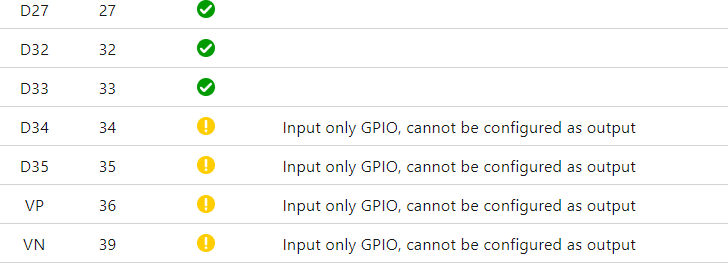 D27 27
D32 32
D33 33
D34 34 Input only GPIO, cannot be configured as output
D35 35 Input only GPIO, cannot be configured as output
VP 36 Input only GPIO, cannot be configured as output
VN 39 Input only GPIO, cannot be configured as output